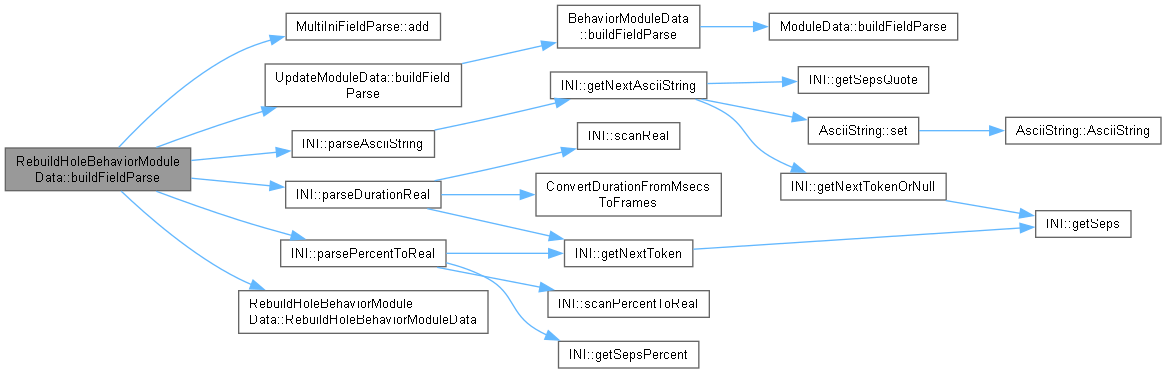 RebuildHoleBehaviorModule
Data::buildFieldParse
MultiIniFieldParse::add
UpdateModuleData::buildField
Parse
BehaviorModuleData
::buildFieldParse
ModuleData::buildFieldParse
INI::parseAsciiString
INI::getNextAsciiString
INI::getSepsQuote
AsciiString::set
AsciiString::AsciiString
INI::getNextTokenOrNull
INI::getSeps
INI::parseDurationReal
INI::scanReal
ConvertDurationFromMsecs
ToFrames
INI::getNextToken
INI::parsePercentToReal
INI::scanPercentToReal
INI::getSepsPercent
RebuildHoleBehaviorModule
Data::RebuildHoleBehaviorModuleData